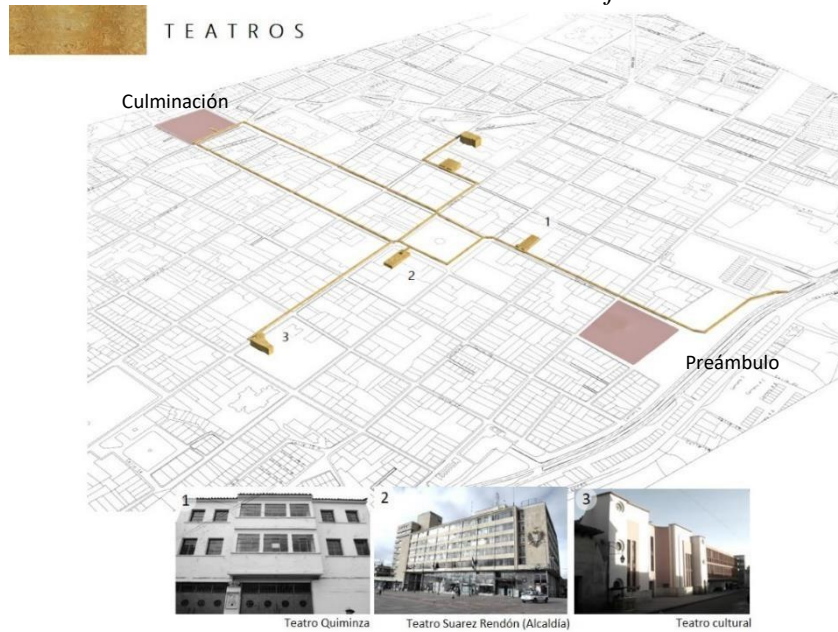 TEATROS
Culminación
1
2
3
Preámbulo
1
2
3
Teatro Quiminza
Teatro Suarez Rendón (Alcaldía)
Teatro cultural